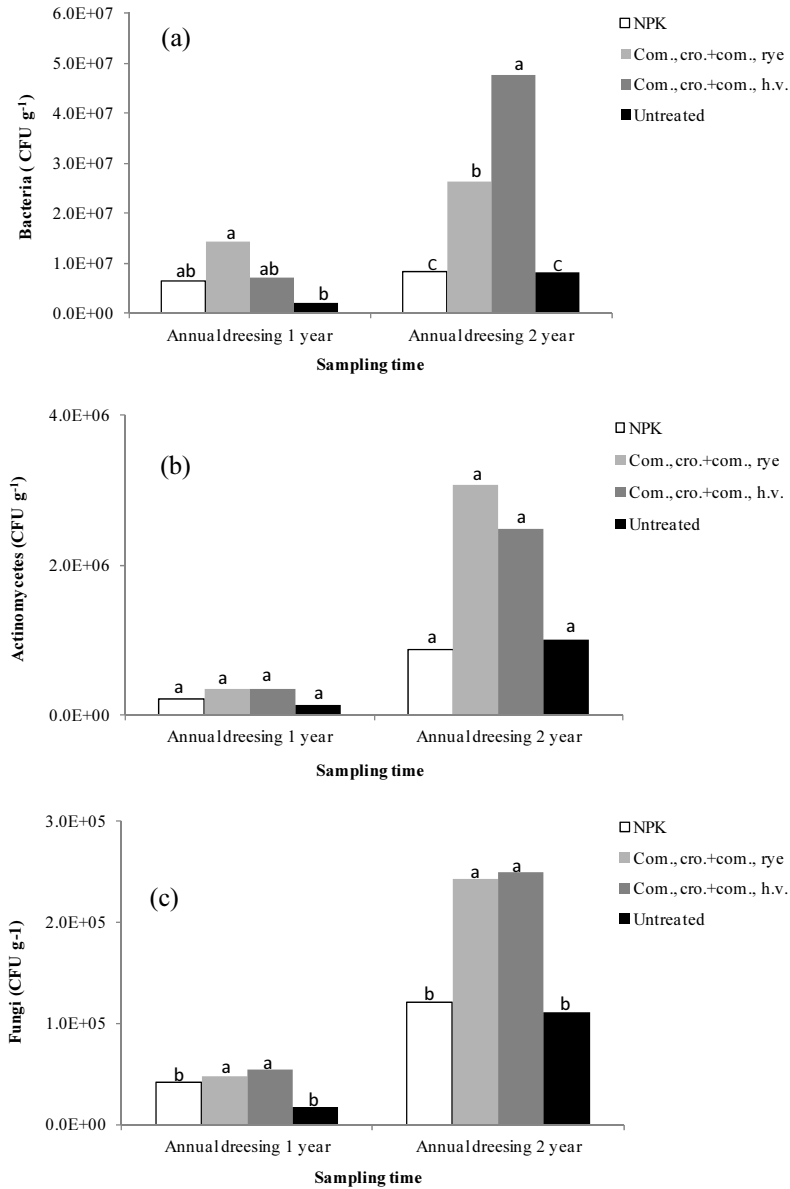 (a)
6.0E+07
5.0E+07
4.0E+07
3.0E+07
2.0E+07
1.0E+07
0.0E+00
Bacteria ( CFU g-1)
ab
a
ab
b
c
b
a
c
Annual dreesing 1 year
Annual dreesing 2 year
Sampling time
NPK
Com., cro.+com., rye
Com., cro.+com., h.v.
Untreated
(b)
4.0E+06
2.0E+06
0.0E+00
Actinomycetes (CFU g-1)
a
a
a
a
a
a
a
a
Annual dreesing 1 year
Annual dreesing 2 year
Sampling time
NPK
Com., cro.+com., rye
Com., cro.+com., h.v.
Untreated
(c)
3.0E+05
2.0E+05
1.0E+05
0.0E+00
Fungi (CFU g-1)
b
a
a
b
b
a
a
b
Annual dreesing 1 year
Annual dreesing 2 year
Sampling time
NPK
Com., cro.+com., rye
Com., cro.+com., h.v.
Untreated